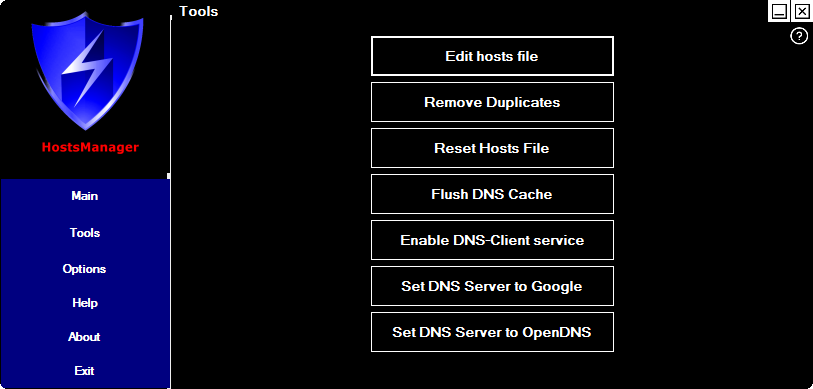 Tools
?
HostsManager
Main
Tools
Options
Help
About
Exit
Edit hosts file
Remove Duplicates
Reset Hosts File
Flush DNS Cache
Enable DNS-Client service
Set DNS Server to Google
Set DNS Server to OpenDNS